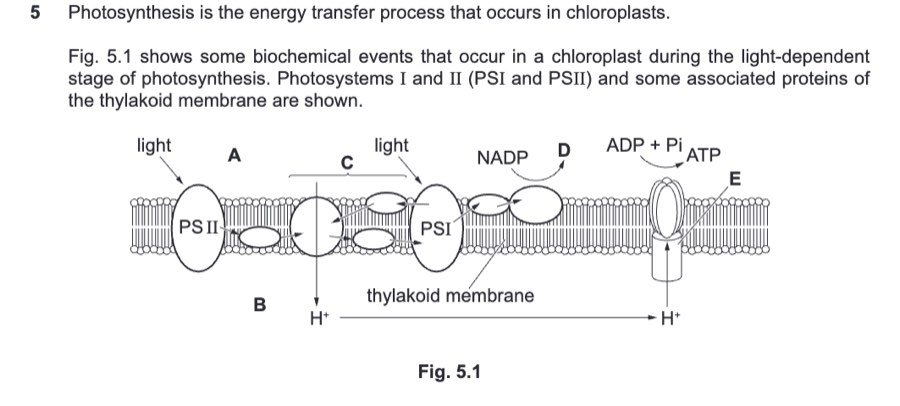 5 Photosynthesis is the energy transfer process that occurs in chloroplasts.
Fig. 5.1 shows some biochemical events that occur in a chloroplast during the light-dependent
stage of photosynthesis. Photosystems I and II (PSI and PSII) and some associated proteins of
the thylakoid membrane are shown.
light A C light NADP D ADP + Pi ATP
E
PS II PSI
B thylakoid membrane
H⁺ H⁺
Fig. 5.1